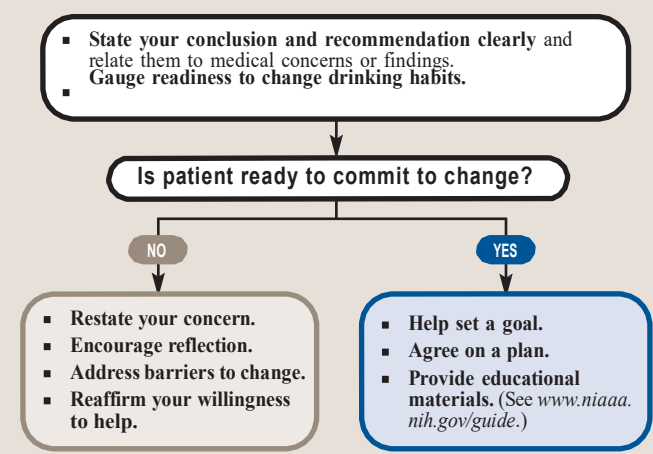 ▪ State your conclusion and recommendation clearly and
relate them to medical concerns or findings.
▪ Gauge readiness to change drinking habits.
Is patient ready to commit to change?
NO
YES
▪ Restate your concern.
▪ Encourage reflection.
▪ Address barriers to change.
▪ Reaffirm your willingness
to help.
▪ Help set a goal.
▪ Agree on a plan.
▪ Provide educational
materials. (See www.niaaa.
nih.gov/guide.)